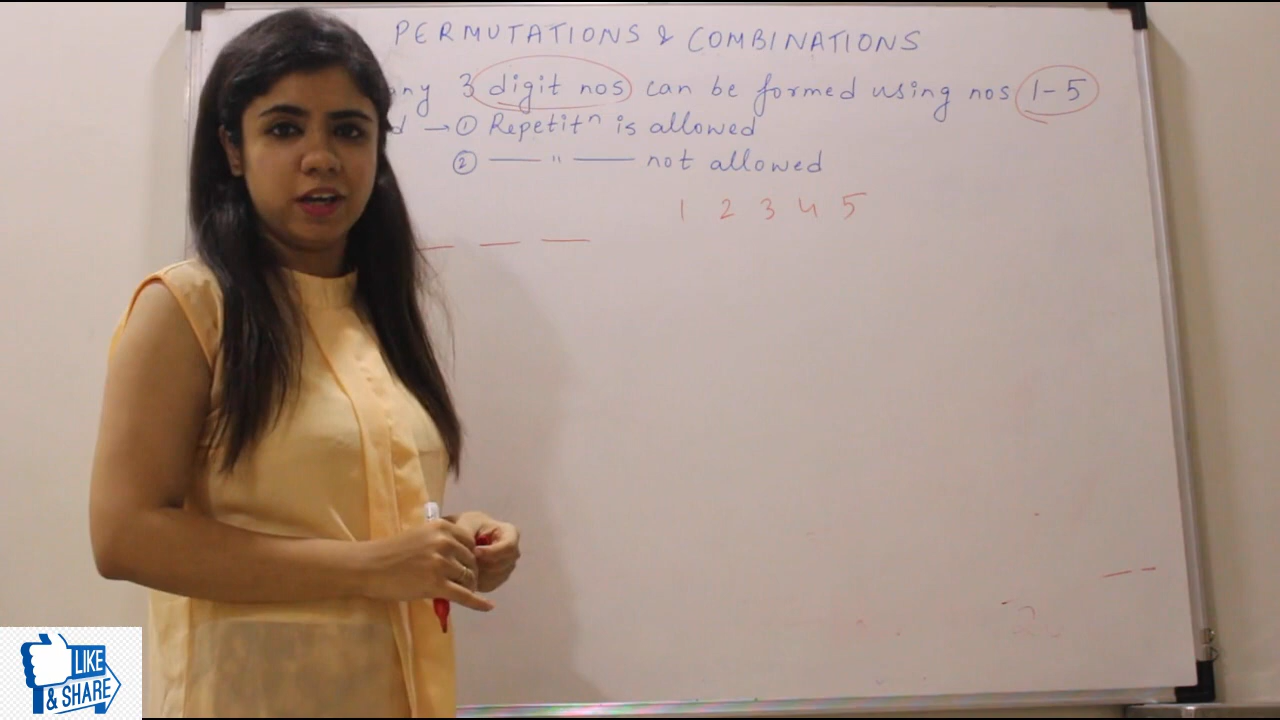 PERMUTATIONS & COMBINATIONS
3 digit nos can be formed using nos 1-5
→ ① Repetitⁿ is allowed
② —— " —— not allowed
1 2 3 4 5
LIKE
& SHARE